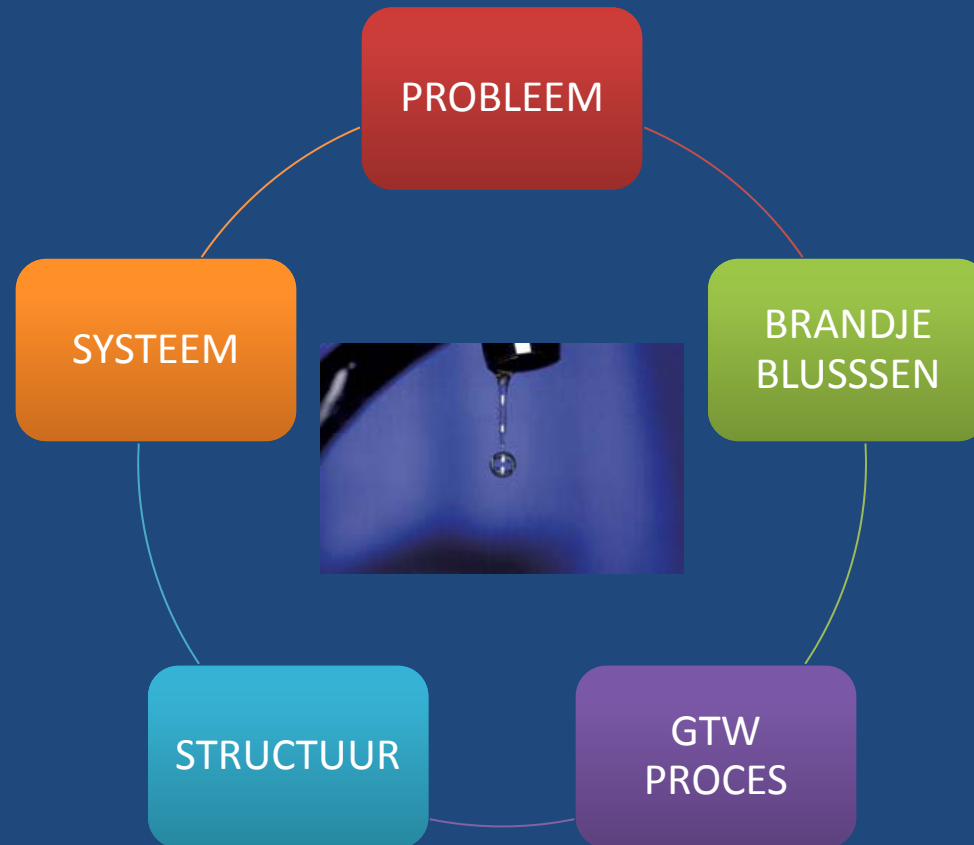 PROBLEEM
BRANDJE
BLUSSSEN
GTW
PROCES
STRUCTUUR
SYSTEEM